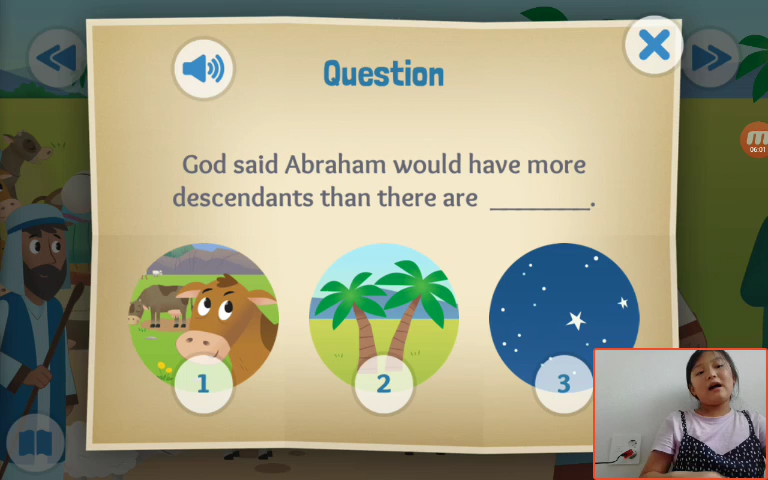 Question
God said Abraham would have more
descendants than there are ________.
1
2
3
06:01